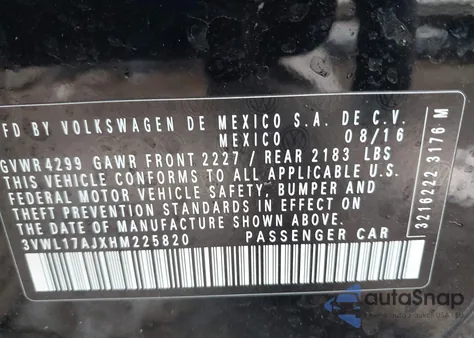 MFD BY VOLKSWAGEN DE MEXICO S.A. DE C.V.
MEXICO 08/16
GVWR 4299 GAWR FRONT 2227 / REAR 2183 LBS
THIS VEHICLE CONFORMS TO ALL APPLICABLE U.S.
FEDERAL MOTOR VEHICLE SAFETY, BUMPER AND
THEFT PREVENTION STANDARDS IN EFFECT ON
THE DATE OF MANUFACTURE SHOWN ABOVE.
3VWL17AJXHM225820 PASSENGER CAR
3216222 3176 M
autoSnap